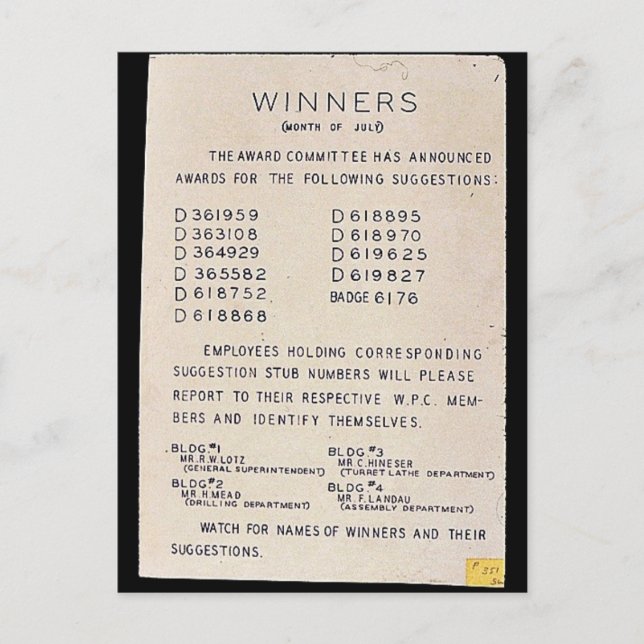 WINNERS
(MONTH OF JULY)
THE AWARD COMMITTEE HAS ANNOUNCED
AWARDS FOR THE FOLLOWING SUGGESTIONS:
D 361959
D 363108
D 364929
D 365582
D 618752
D 618868
D 618895
D 618970
D 619625
D 619827
BADGE 6176
EMPLOYEES HOLDING CORRESPONDING
SUGGESTION STUB NUMBERS WILL PLEASE
REPORT TO THEIR RESPECTIVE W.P.C. MEM-
BERS AND IDENTIFY THEMSELVES.
BLDG.#1
MR.R.W.LOTZ
(GENERAL SUPERINTENDENT)
BLDG.#2
MR.H.MEAD
(DRILLING DEPARTMENT)
BLDG.#3
MR.C.HINESER
(TURRET LATHE DEPARTMENT)
BLDG.#4
MR.F.LANDAU
(ASSEMBLY DEPARTMENT)
WATCH FOR NAMES OF WINNERS AND THEIR
SUGGESTIONS.
P 351